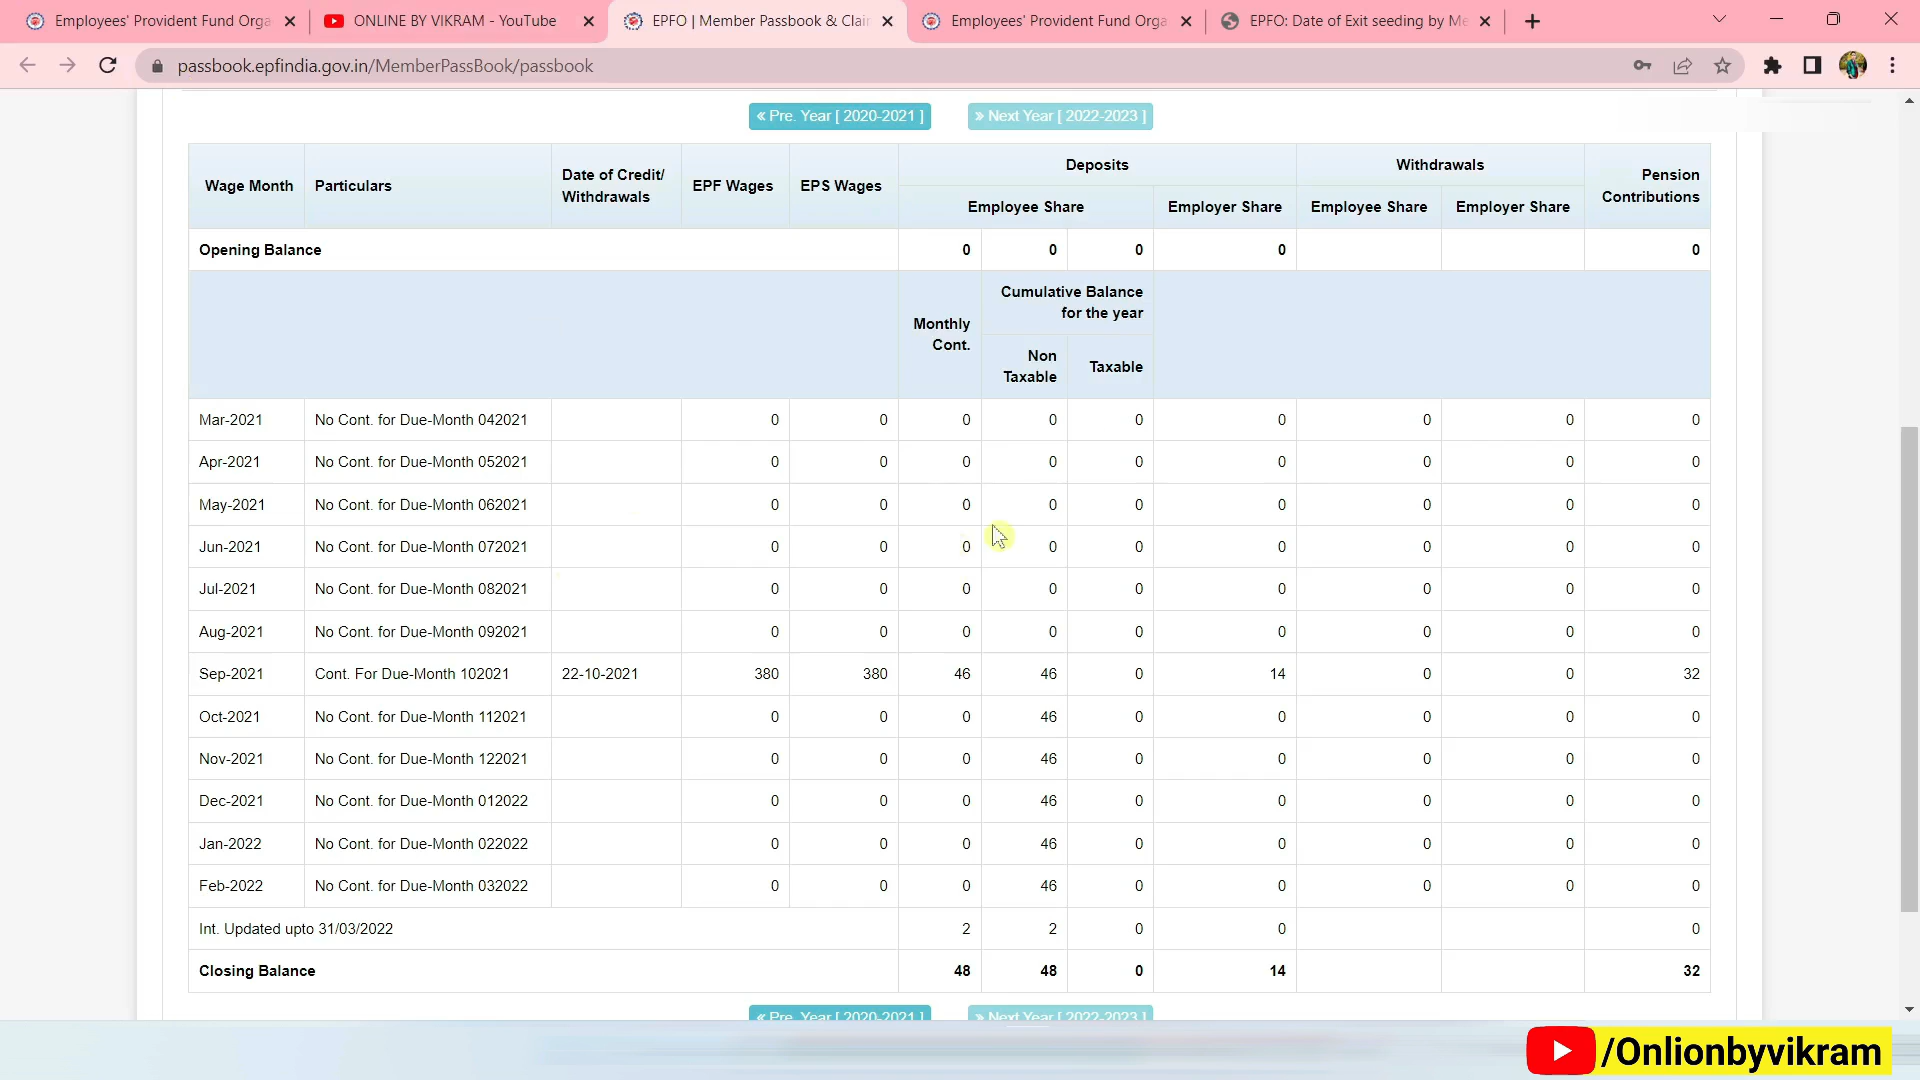 Employees' Provident Fund Orga
ONLINE BY VIKRAM - YouTube
EPFO | Member Passbook & Clai
Employees' Provident Fund Orga
EPFO: Date of Exit seeding by Me
passbook.epfindia.gov.in/MemberPassBook/passbook
« Pre. Year [ 2020-2021 ]
» Next Year [ 2022-2023 ]
Wage Month Particulars Date of Credit/ Withdrawals EPF Wages EPS Wages Deposits Withdrawals Pension Contributions
Employee Share Employer Share Employee Share Employer Share
Opening Balance 0 0 0 0 0
Monthly Cont. Cumulative Balance for the year
Non Taxable Taxable
Mar-2021 No Cont. for Due-Month 042021 0 0 0 0 0 0 0 0 0
Apr-2021 No Cont. for Due-Month 052021 0 0 0 0 0 0 0 0 0
May-2021 No Cont. for Due-Month 062021 0 0 0 0 0 0 0 0 0
Jun-2021 No Cont. for Due-Month 072021 0 0 0 0 0 0 0 0 0
Jul-2021 No Cont. for Due-Month 082021 0 0 0 0 0 0 0 0 0
Aug-2021 No Cont. for Due-Month 092021 0 0 0 0 0 0 0 0 0
Sep-2021 Cont. For Due-Month 102021 22-10-2021 380 380 46 46 0 14 0 0 32
Oct-2021 No Cont. for Due-Month 112021 0 0 0 46 0 0 0 0 0
Nov-2021 No Cont. for Due-Month 122021 0 0 0 46 0 0 0 0 0
Dec-2021 No Cont. for Due-Month 012022 0 0 0 46 0 0 0 0 0
Jan-2022 No Cont. for Due-Month 022022 0 0 0 46 0 0 0 0 0
Feb-2022 No Cont. for Due-Month 032022 0 0 0 46 0 0 0 0 0
Int. Updated upto 31/03/2022 2 2 0 0 0
Closing Balance 48 48 0 14 32
« Pre. Year [ 2020-2021 ]
» Next Year [ 2022-2023 ]
/Onlionbyvikram